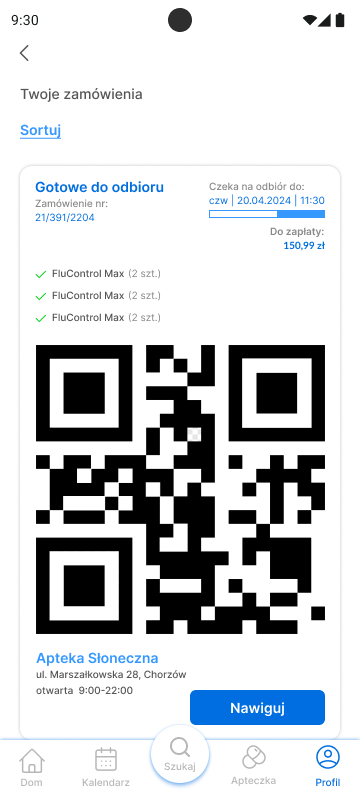 9:30
Twoje zamówienia
Sortuj
Gotowe do odbioru
Zamówienie nr:
21/391/2204
Czeka na odbiór do:
czw | 20.04.2024 | 11:30
Do zapłaty:
150,99 zł
FluControl Max (2 szt.)
FluControl Max (2 szt.)
FluControl Max (2 szt.)
Apteka Słoneczna
ul. Marszałkowska 28, Chorzów
otwarta 9:00-22:00
Nawiguj
Dom
Kalendarz
Szukaj
Apteczka
Profil